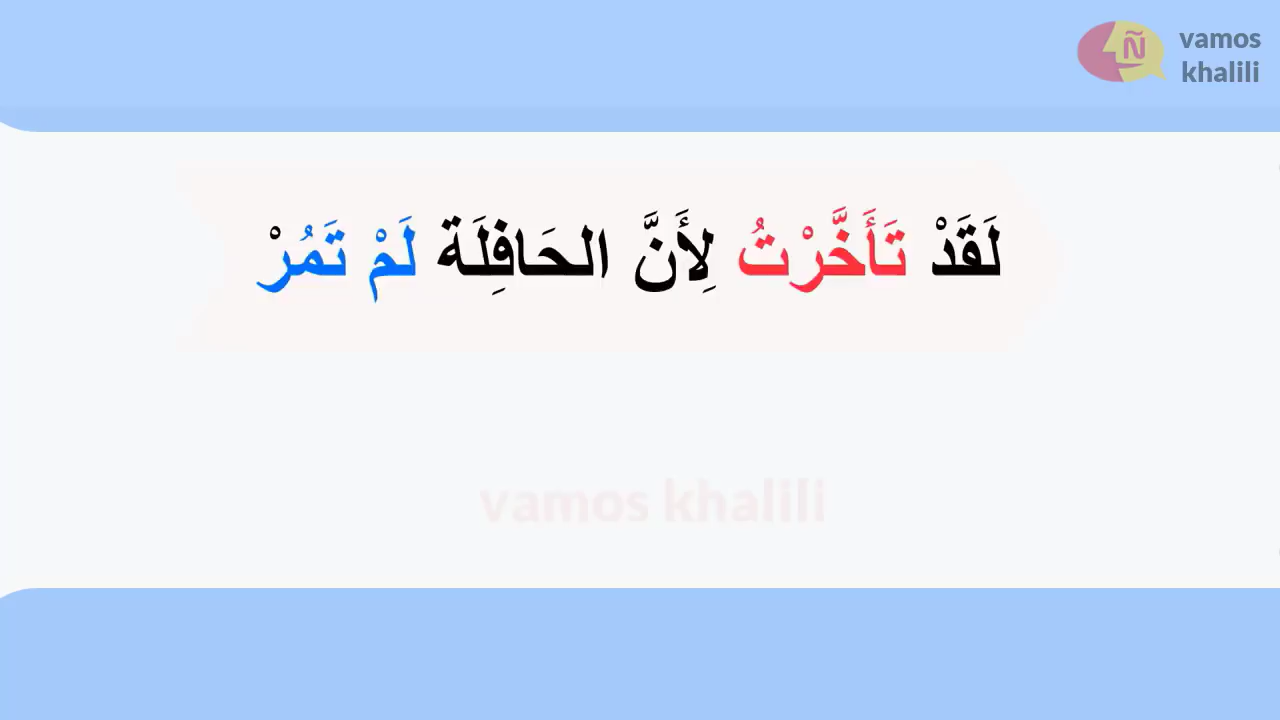 vamos
khalili
لَقَدْ تَأَخَّرْتُ لِأَنَّ الحَافِلَة لَمْ تَمُرْ
vamos khalili